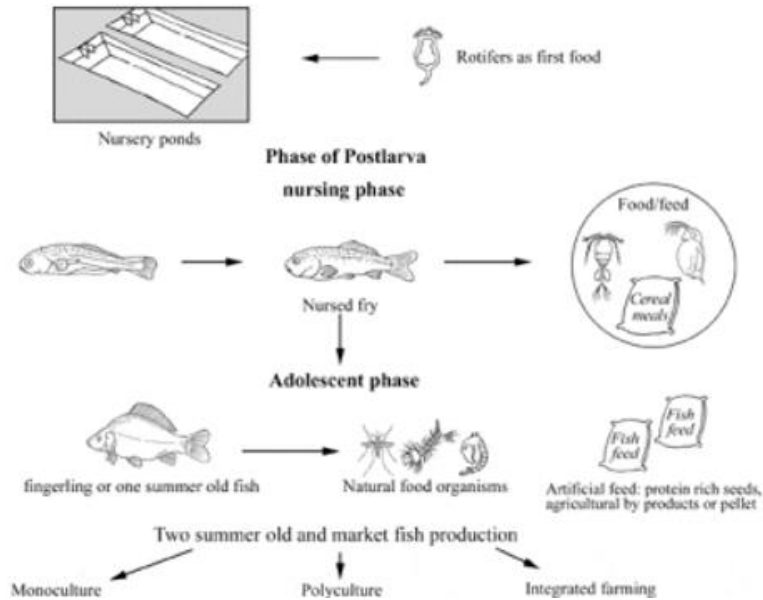 Rotifers as first food
Nursery ponds
Phase of Postlarva
nursing phase
Food/feed
Cereal
meals
Nursed fry
Adolescent phase
Fish
feed
Fish
feed
fingerling or one summer old fish
Natural food organisms
Artificial feed: protein rich seeds,
agricultural by products or pellet
Two summer old and market fish production
Monoculture
Polyculture
Integrated farming